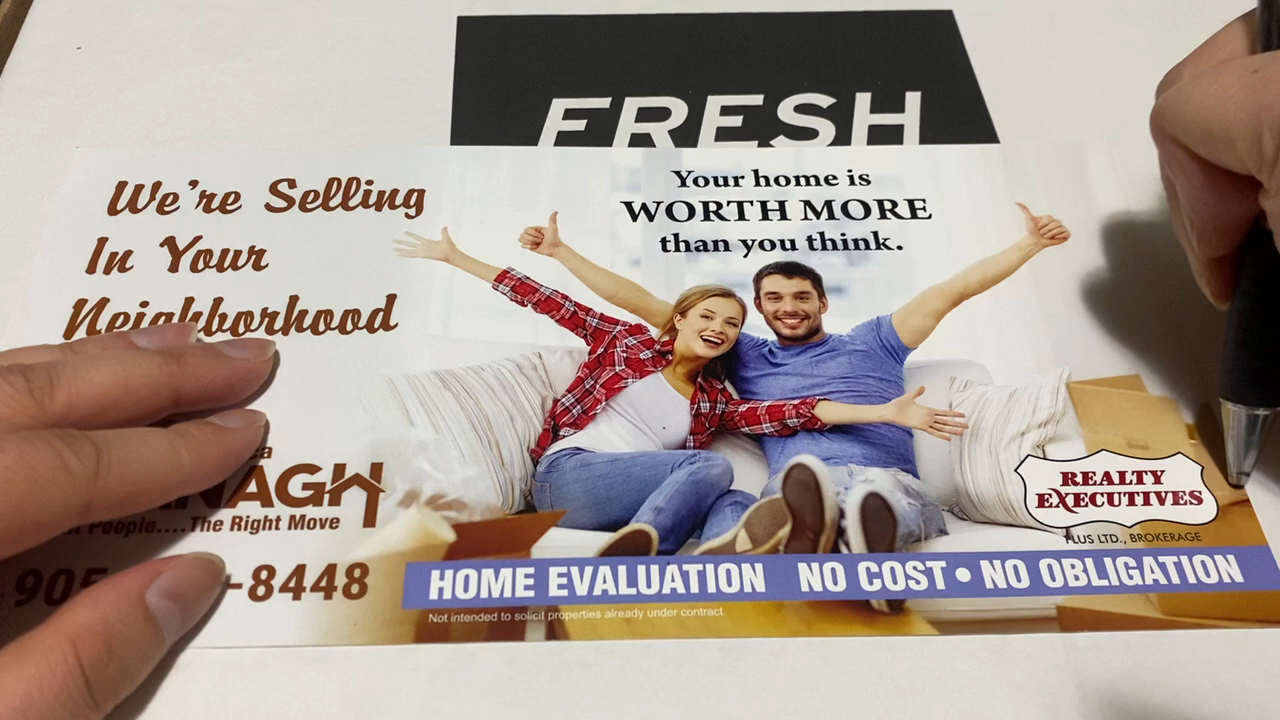 FRESH
We're Selling
In Your
Neighborhood
Your home is
WORTH MORE
than you think.
The Right Move
905 -8448
REALTY
EXECUTIVES
PLUS LTD., BROKERAGE
HOME EVALUATION NO COST • NO OBLIGATION
Not intended to solicit properties already under contract